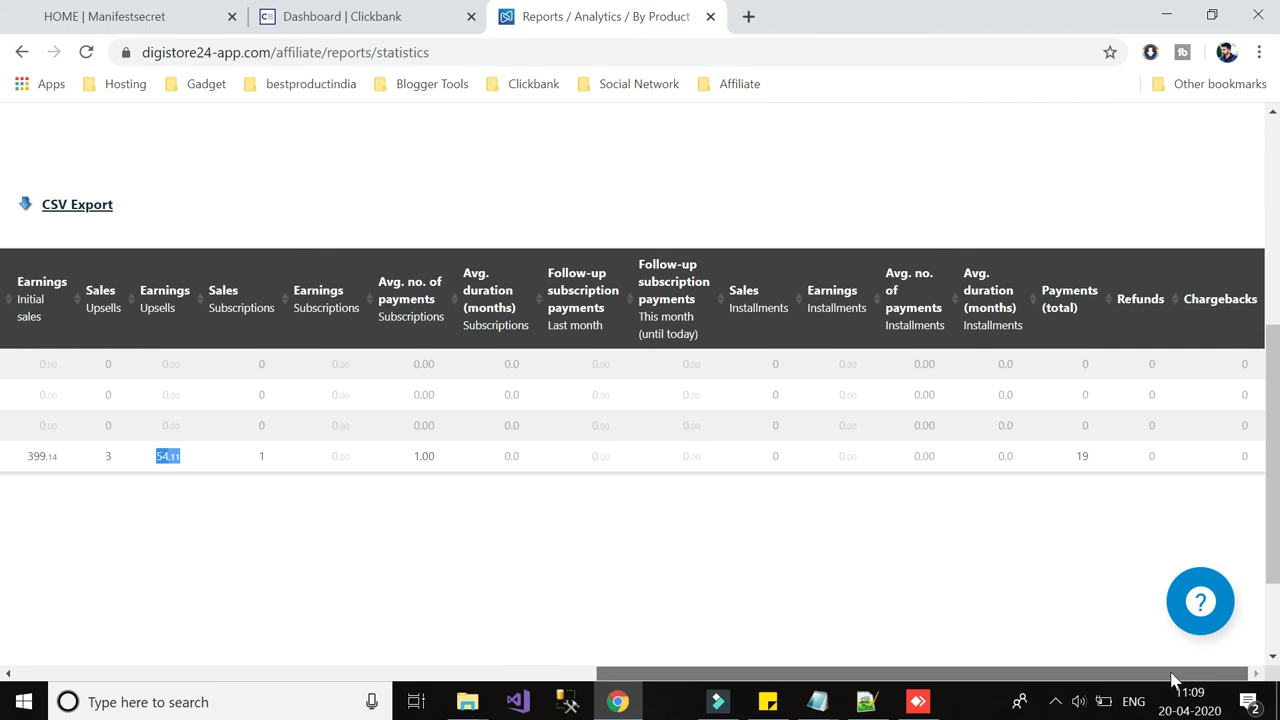 HOME | Manifestsecret
CB Dashboard | Clickbank
Reports / Analytics / By Product -
digistore24-app.com/affiliate/reports/statistics
Apps Hosting Gadget bestproductindia Blogger Tools Clickbank Social Network Affiliate Other bookmarks
CSV Export
Earnings Initial sales
Sales Upsells
Earnings Upsells
Sales Subscriptions
Earnings Subscriptions
Avg. no. of payments Subscriptions
Avg. duration (months) Subscriptions
Follow-up subscription payments Last month
Follow-up subscription payments This month (until today)
Sales Installments
Earnings Installments
Avg. no. of payments Installments
Avg. duration (months) Installments
Payments (total)
Refunds
Chargebacks
0.00 0 0.00 0 0.00 0.00 0.0 0.00 0.00 0 0.00 0.00 0.0 0 0 0
0.00 0 0.00 0 0.00 0.00 0.0 0.00 0.00 0 0.00 0.00 0.0 0 0 0
0.00 0 0.00 0 0.00 0.00 0.0 0.00 0.00 0 0.00 0.00 0.0 0 0 0
399.14 3 54.11 1 0.00 1.00 0.0 0.00 0.00 0 0.00 0.00 0.0 19 0 0
?
Type here to search
ENG
11:09
20-04-2020
2